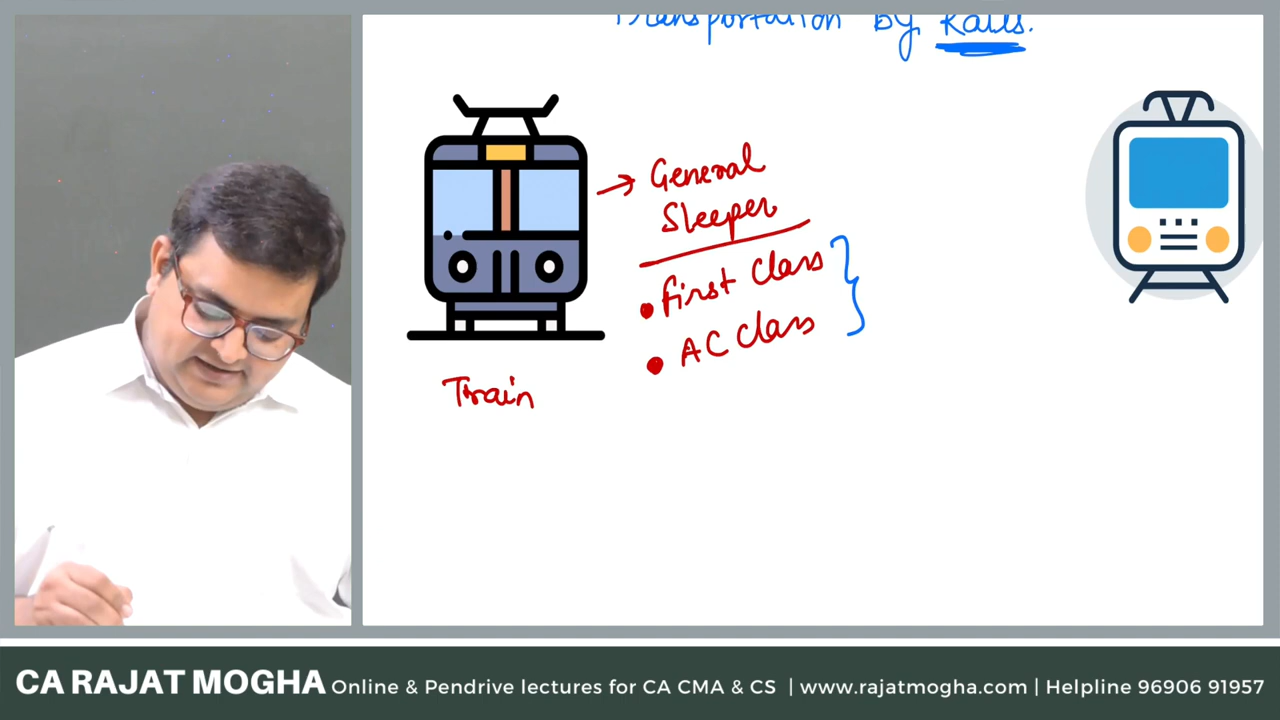 Transportation by Rails.
→ General
Sleeper
• First Class
• AC Class
Train
CA RAJAT MOGHA Online & Pendrive lectures for CA CMA & CS | www.rajatmogha.com | Helpline 96906 91957